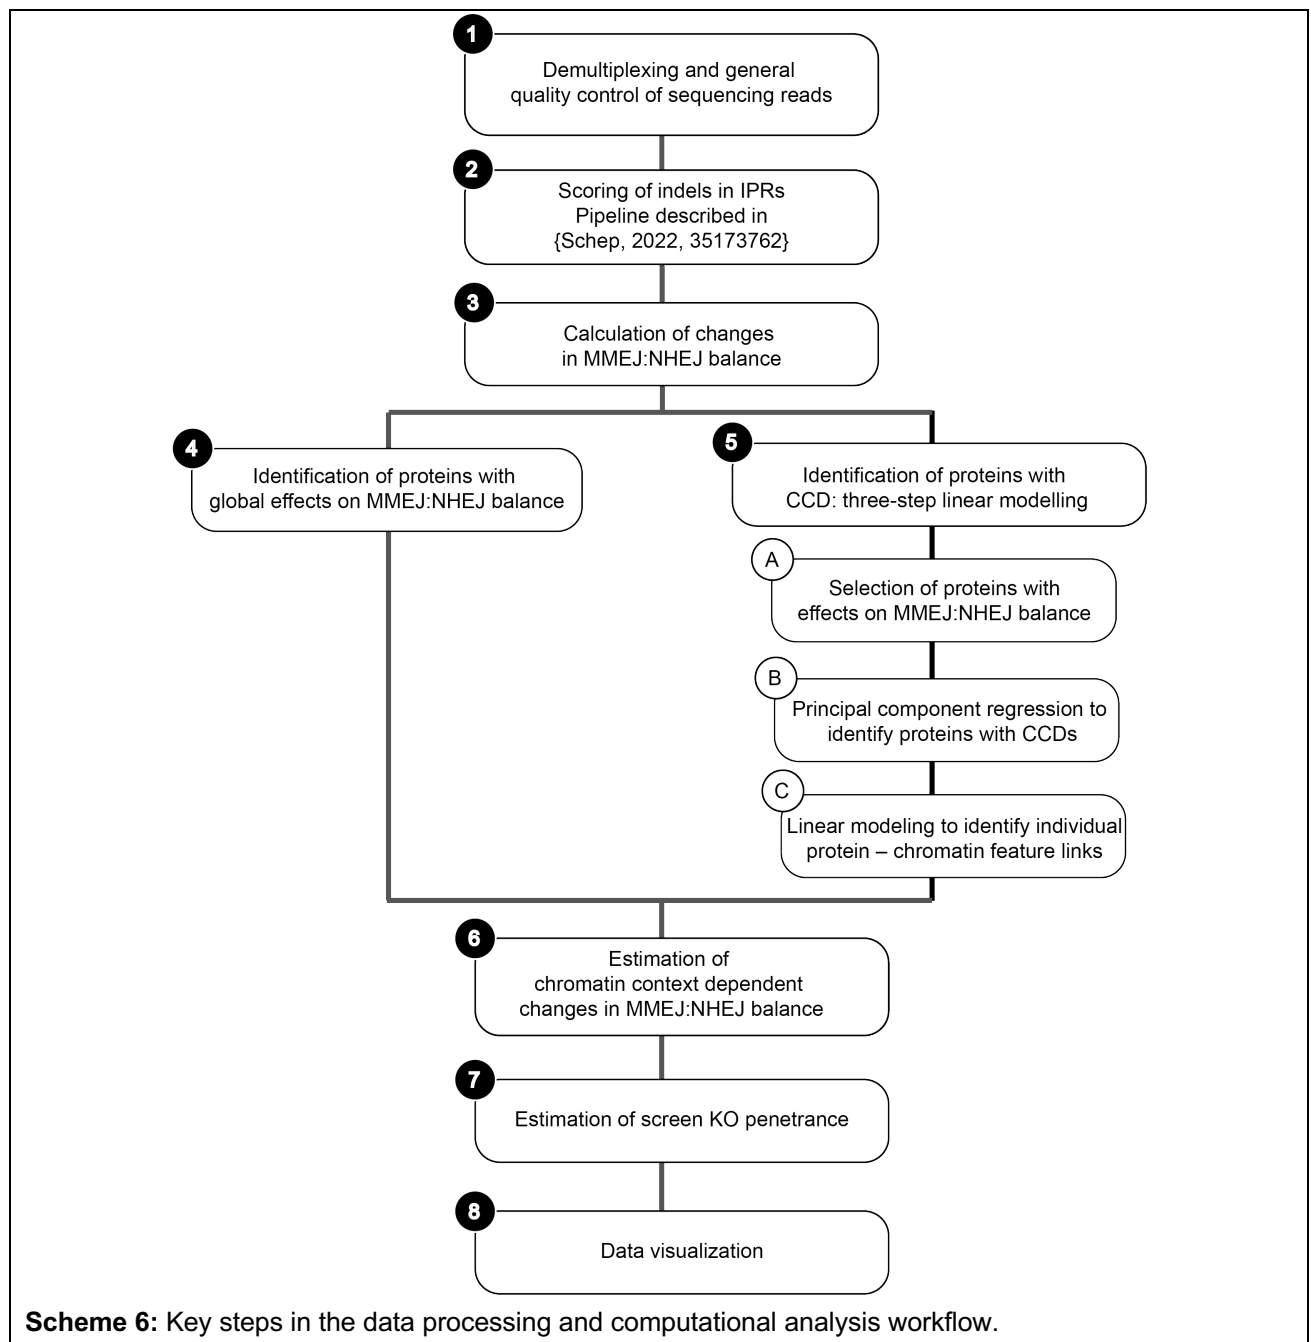 1
Demultiplexing and general
quality control of sequencing reads
2
Scoring of indels in IPRs
Pipeline described in
{Schep, 2022, 35173762}
3
Calculation of changes
in MMEJ:NHEJ balance
4
Identification of proteins with
global effects on MMEJ:NHEJ balance
5
Identification of proteins with
CCD: three-step linear modelling
A
Selection of proteins with
effects on MMEJ:NHEJ balance
B
Principal component regression to
identify proteins with CCDs
C
Linear modeling to identify individual
protein – chromatin feature links
6
Estimation of
chromatin context dependent
changes in MMEJ:NHEJ balance
7
Estimation of screen KO penetrance
8
Data visualization
Scheme 6: Key steps in the data processing and computational analysis workflow.